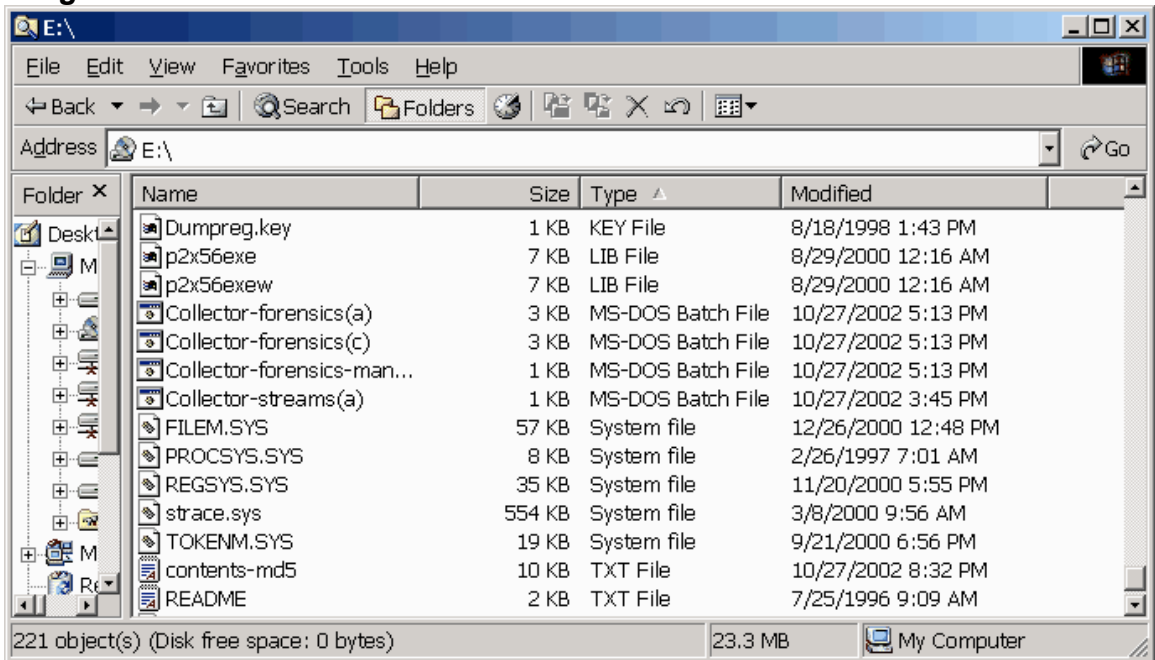 E:\
File Edit View Favorites Tools Help
Back Search Folders
Address E:\ Go
Folder Name Size Type Modified
Dumpreg.key 1 KB KEY File 8/18/1998 1:43 PM
p2x56exe 7 KB LIB File 8/29/2000 12:16 AM
p2x56exew 7 KB LIB File 8/29/2000 12:16 AM
Collector-forensics(a) 3 KB MS-DOS Batch File 10/27/2002 5:13 PM
Collector-forensics(c) 3 KB MS-DOS Batch File 10/27/2002 5:13 PM
Collector-forensics-man... 1 KB MS-DOS Batch File 10/27/2002 5:13 PM
Collector-streams(a) 1 KB MS-DOS Batch File 10/27/2002 3:45 PM
FILEM.SYS 57 KB System file 12/26/2000 12:48 PM
PROCSYS.SYS 8 KB System file 2/26/1997 7:01 AM
REGSYS.SYS 35 KB System file 11/20/2000 5:55 PM
strace.sys 554 KB System file 3/8/2000 9:56 AM
TOKENM.SYS 19 KB System file 9/21/2000 6:56 PM
contents-md5 10 KB TXT File 10/27/2002 8:32 PM
README 2 KB TXT File 7/25/1996 9:09 AM
221 object(s) (Disk free space: 0 bytes) 23.3 MB My Computer